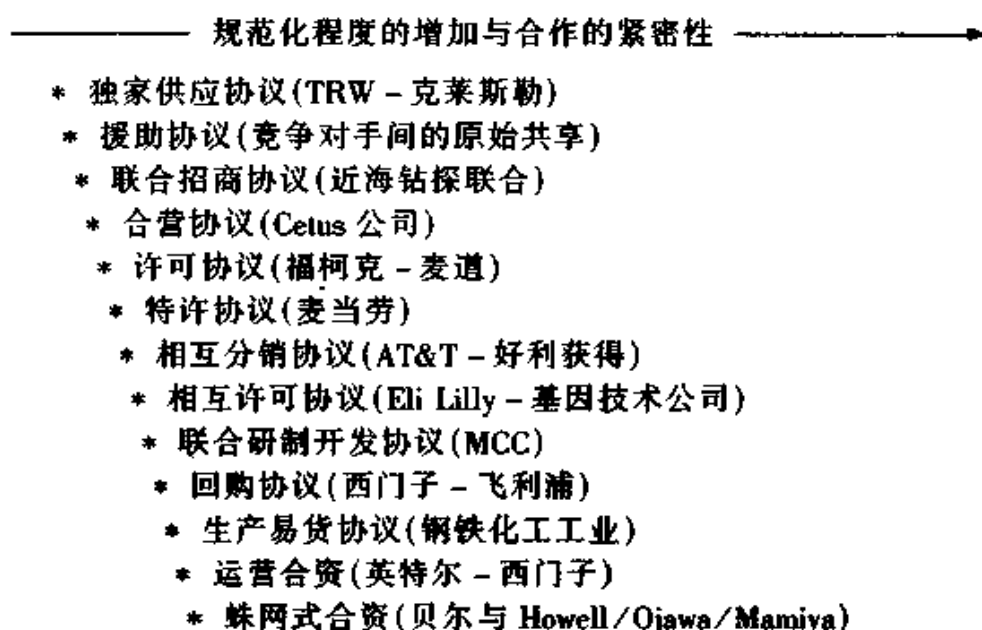 规范化程度的增加与合作的紧密性
* 独家供应协议(TRW－克莱斯勒)
* 援助协议(竞争对手间的原始共享)
* 联合招商协议(近海钻探联合)
* 合营协议(Cetus 公司)
* 许可协议(福柯克－麦道)
* 特许协议(麦当劳)
* 相互分销协议(AT&T－好利获得)
* 相互许可协议(Eli Lilly－基因技术公司)
* 联合研制开发协议(MCC)
* 回购协议(西门子－飞利浦)
* 生产易货协议(钢铁化工工业)
* 运营合资(英特尔－西门子)
* 蛛网式合资(贝尔与 Howell/Ojawa/Mamiya)